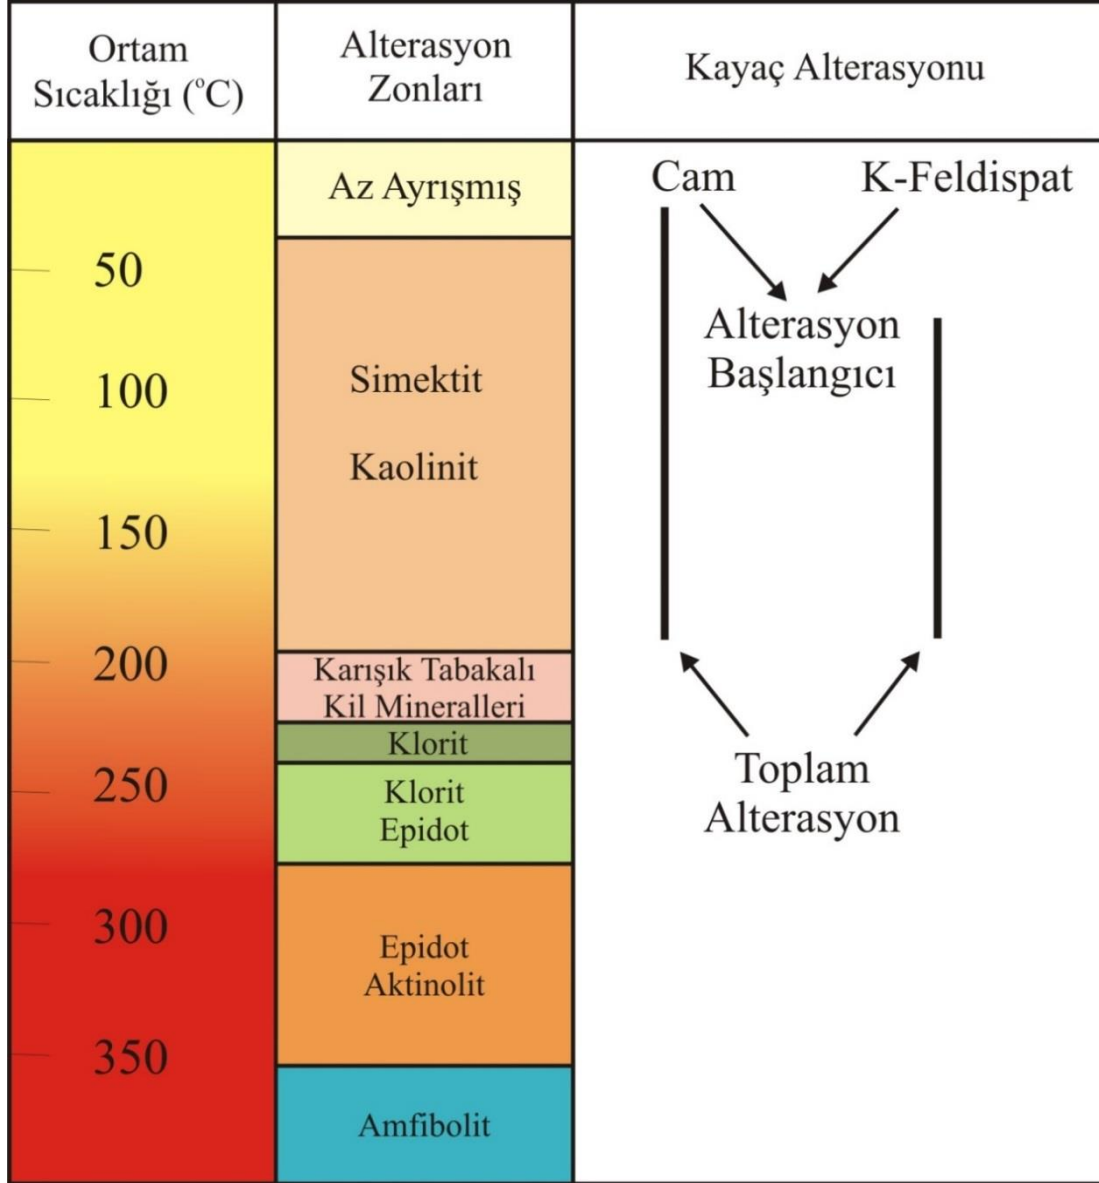 Ortam
Sıcaklığı (°C)
Alterasyon
Zonları
Kayaç Alterasyonu
50
100
150
200
250
300
350
Az Ayrışmış
Simektit
Kaolinit
Karışık Tabakalı
Kil Mineralleri
Klorit
Klorit
Epidot
Epidot
Aktinolit
Amfibolit
Cam
K-Feldispat
Alterasyon
Başlangıcı
Toplam
Alterasyon